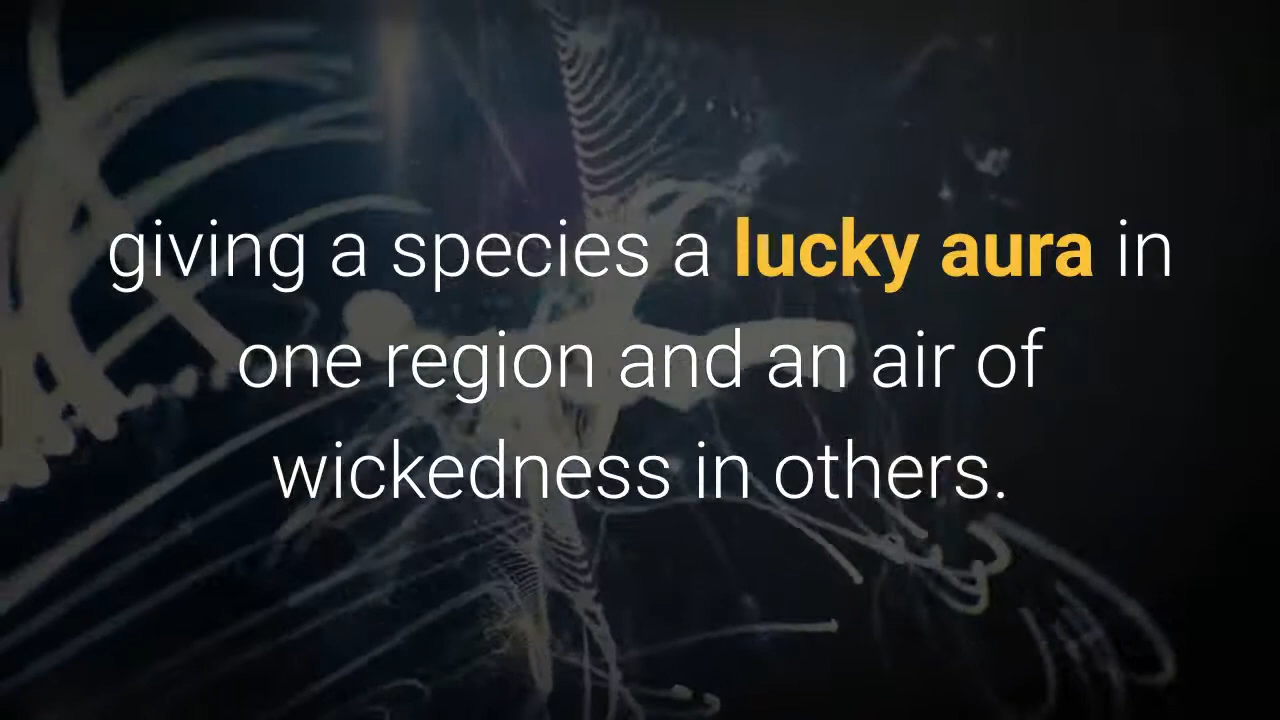 giving a species a lucky aura in
one region and an air of
wickedness in others.